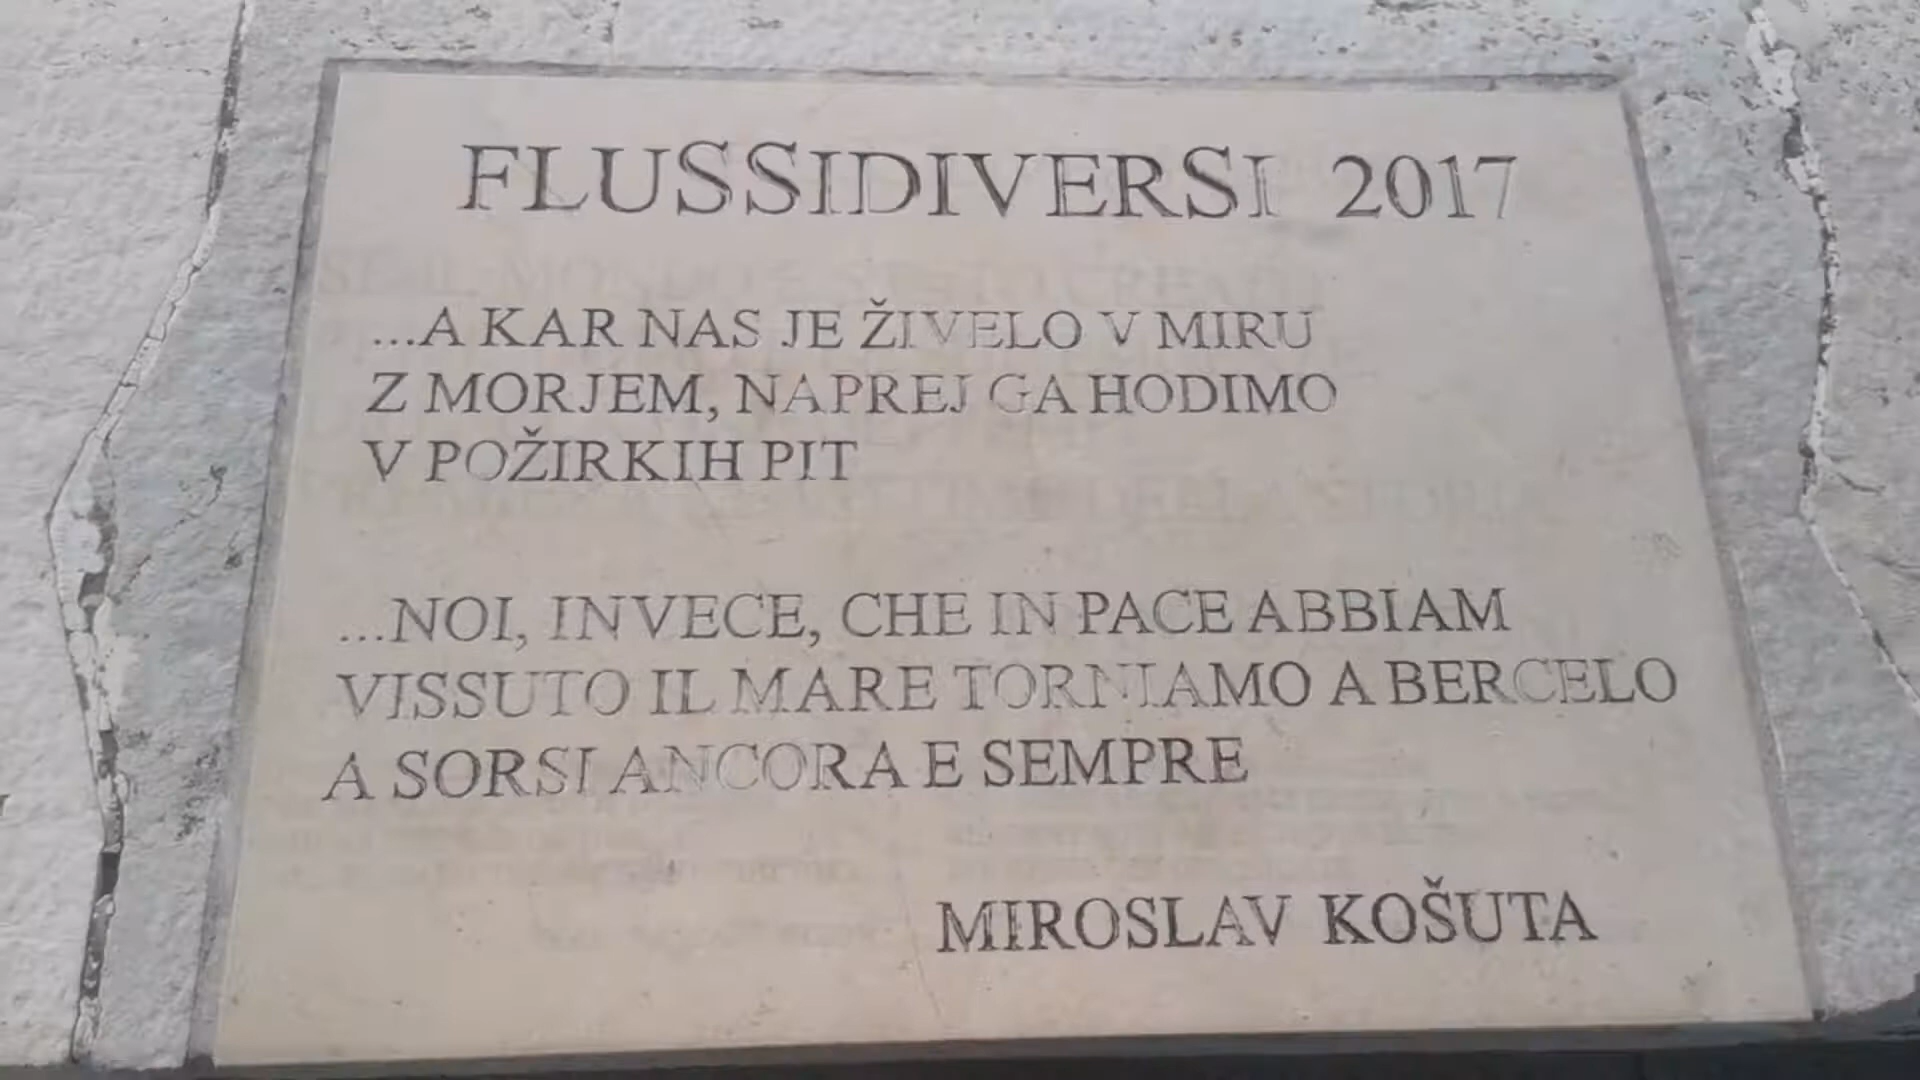 FLUSSIDIVERSI 2017
...A KAR NAS JE ŽIVELO V MIRU
Z MORJEM, NAPREJ GA HODIMO
V POŽIRKIH PIT
...NOI, INVECE, CHE IN PACE ABBIAM
VISSUTO IL MARE TORNIAMO A BERCELO
A SORSI ANCORA E SEMPRE
MIROSLAV KOŠUTA